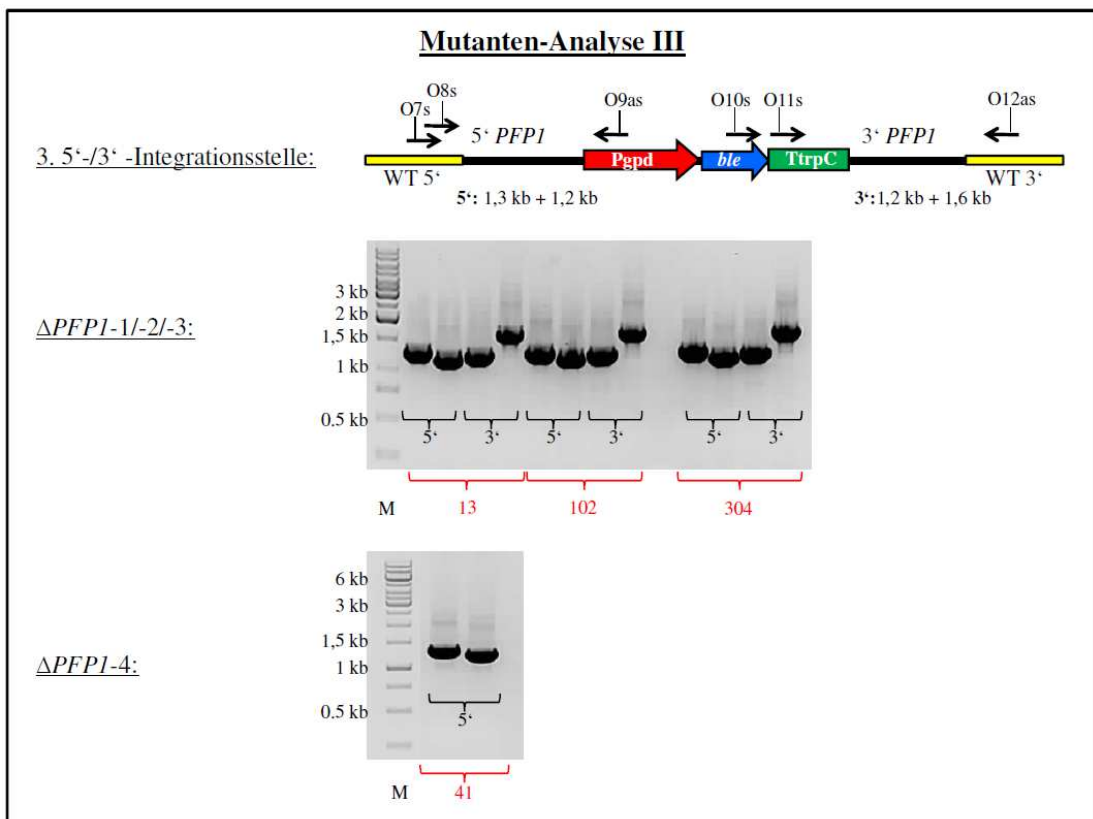 Mutanten-Analyse III
O8s
O7s
O9as
O10s
O11s
O12as
5‘ PFP1
3‘ PFP1
3. 5‘-/3‘ -Integrationsstelle:
Pgpd
ble
TtrpC
WT 5‘
WT 3‘
5‘: 1,3 kb + 1,2 kb
3‘: 1,2 kb + 1,6 kb
3 kb
2 kb
ΔPFP1-1/-2/-3:
1,5 kb
1 kb
0.5 kb
5‘ 3‘ 5‘ 3‘ 5‘ 3‘
M 13 102 304
6 kb
3 kb
1,5 kb
ΔPFP1-4:
1 kb
0.5 kb
5‘
M 41